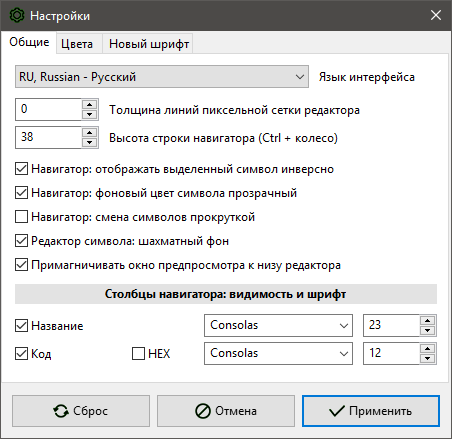 Настройки
Общие Цвета Новый шрифт
RU, Russian - Русский Язык интерфейса
0 Толщина линий пиксельной сетки редактора
38 Высота строки навигатора (Ctrl + колесо)
Навигатор: отображать выделенный символ инверсно
Навигатор: фоновый цвет символа прозрачный
Навигатор: смена символов прокруткой
Редактор символа: шахматный фон
Примагничивать окно предпросмотра к низу редактора
Столбцы навигатора: видимость и шрифт
Название Consolas 23
Код HEX Consolas 12
Сброс Отмена Применить